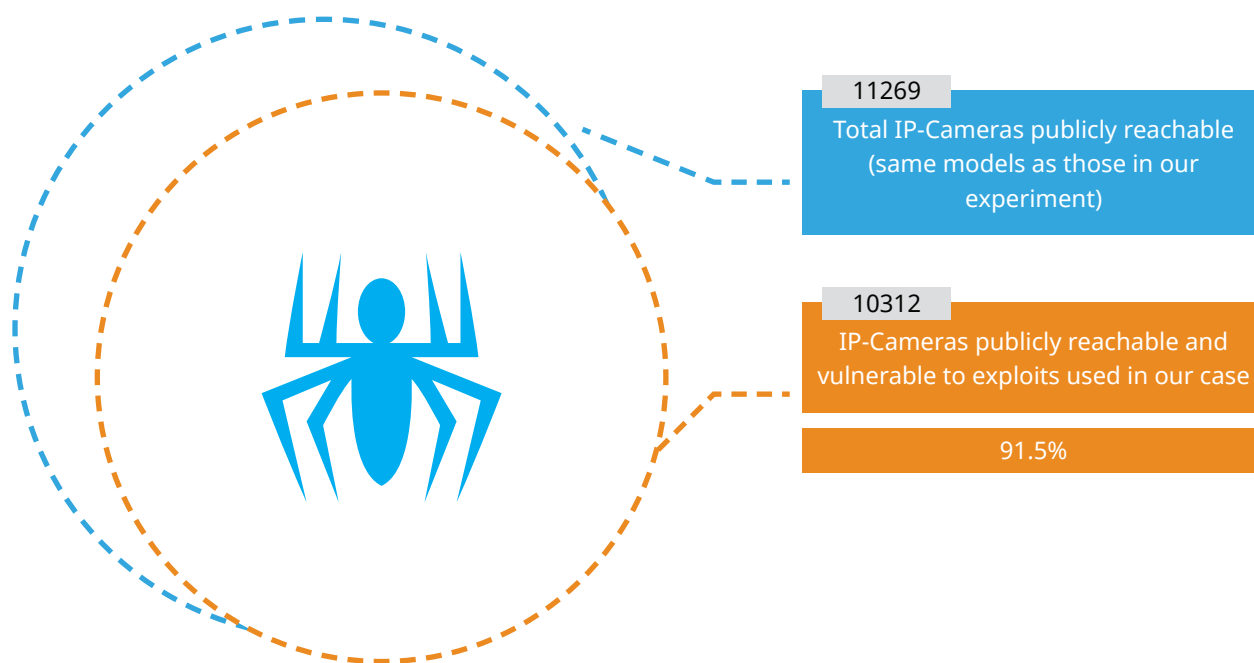 11269
Total IP-Cameras publicly reachable
(same models as those in our
experiment)
10312
IP-Cameras publicly reachable and
vulnerable to exploits used in our case
91.5%